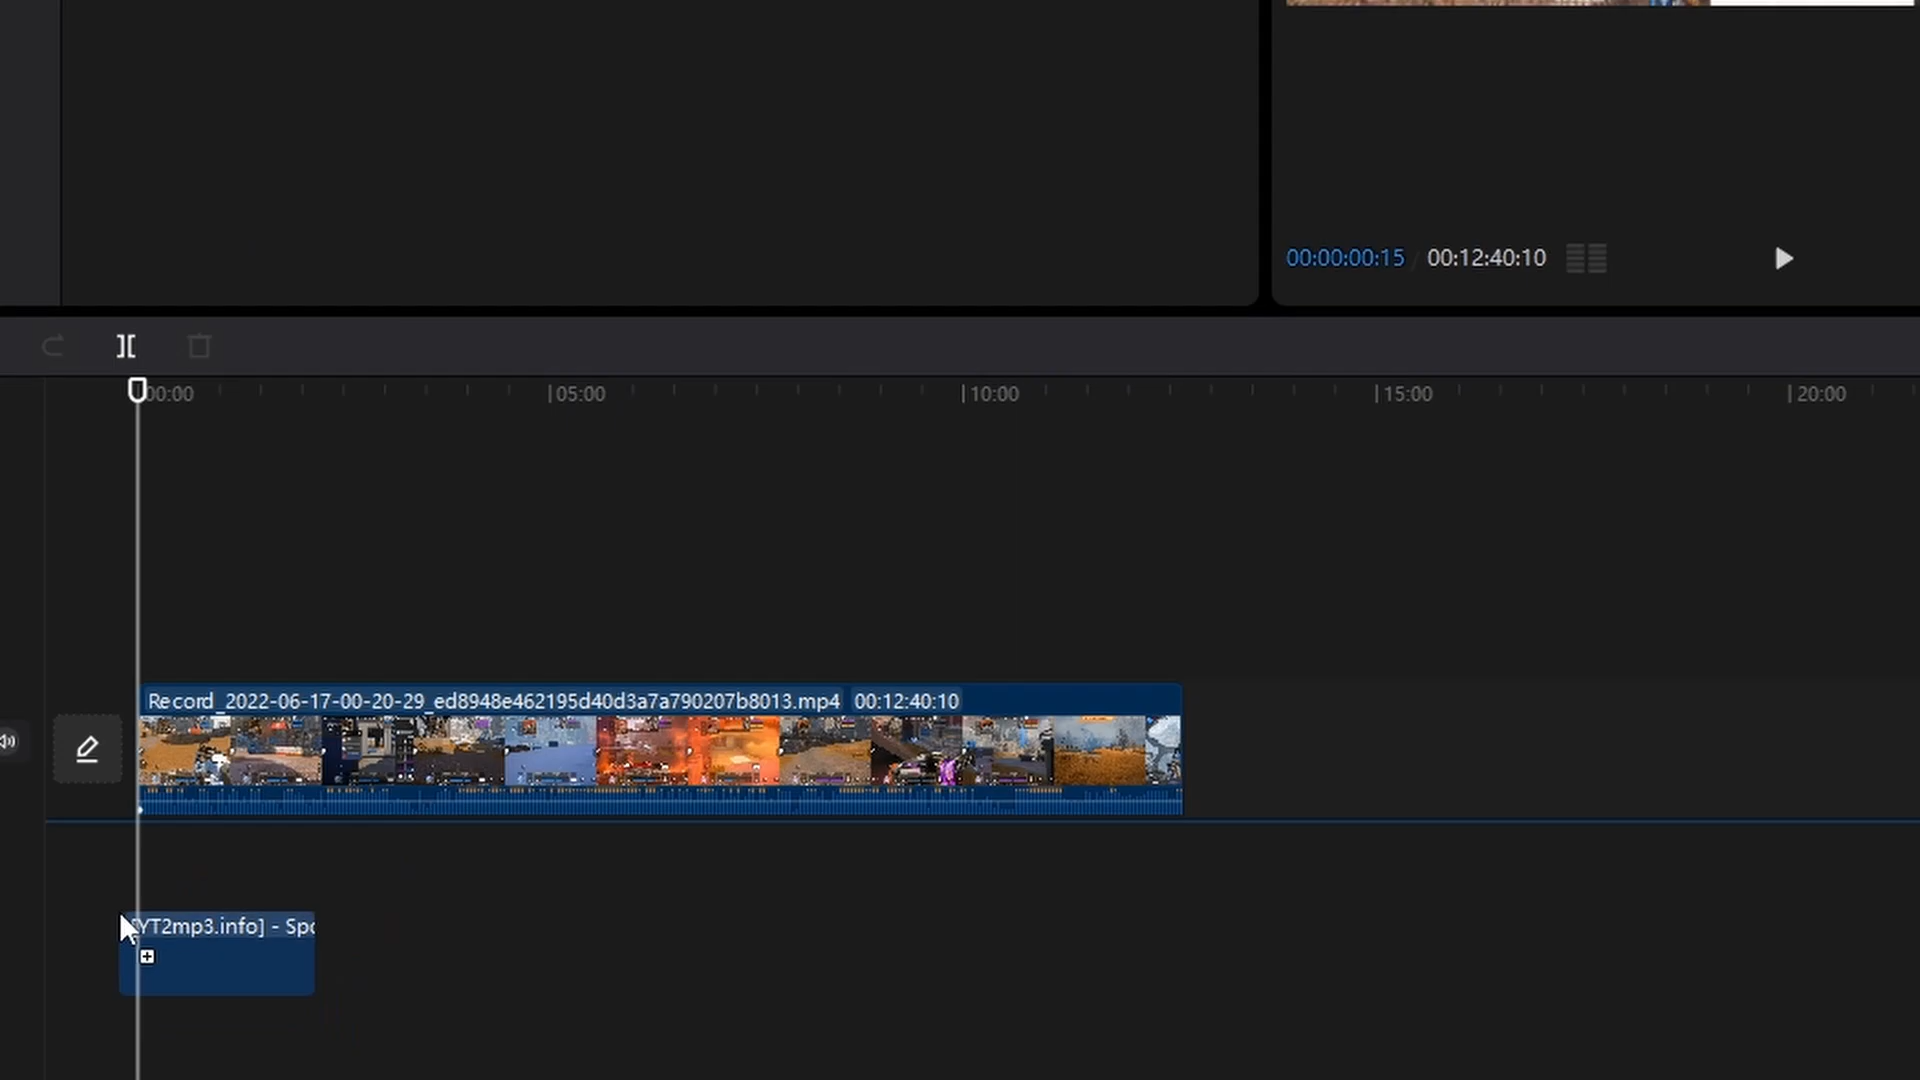 00:00:00:15 / 00:12:40:10
00:00 05:00 10:00 15:00 20:00
Record_2022-06-17-00-20-29_ed8948e462195d40d3a7a790207b8013.mp4 00:12:40:10
[YT2mp3.info] - Spo